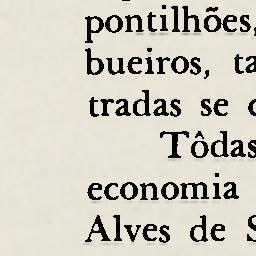 pontilhões,
bueiros, ta
tradas se
Tôdas
economia
Alves de S